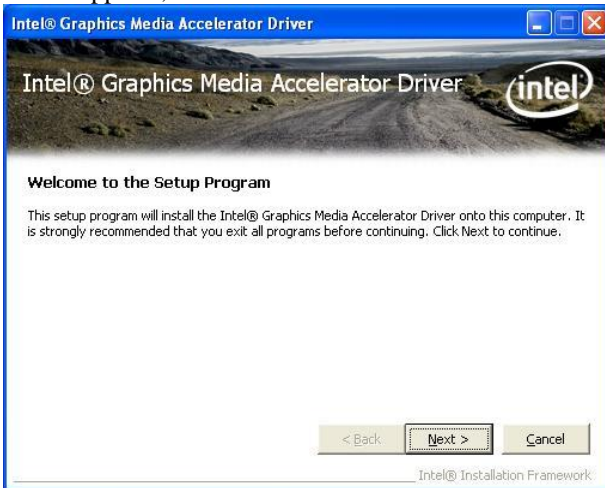 Intel® Graphics Media Accelerator Driver
Intel® Graphics Media Accelerator Driver
intel
Welcome to the Setup Program
This setup program will install the Intel® Graphics Media Accelerator Driver onto this computer. It
is strongly recommended that you exit all programs before continuing. Click Next to continue.
< Back Next > Cancel
Intel® Installation Framework